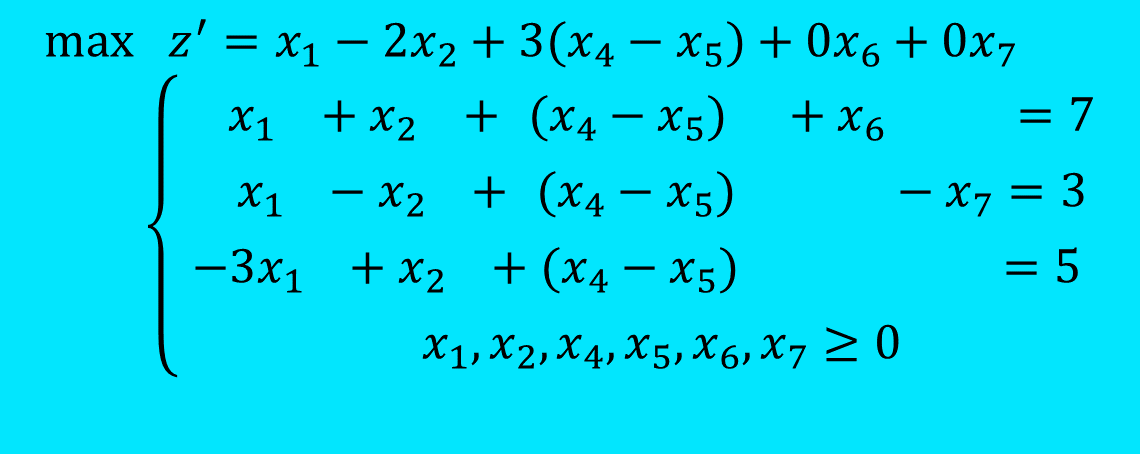 max z′ = x₁ − 2x₂ + 3(x₄ − x₅) + 0x₆ + 0x₇
x₁ + x₂ + (x₄ − x₅) + x₆ = 7
x₁ − x₂ + (x₄ − x₅) − x₇ = 3
−3x₁ + x₂ + (x₄ − x₅) = 5
x₁, x₂, x₄, x₅, x₆, x₇ ≥ 0